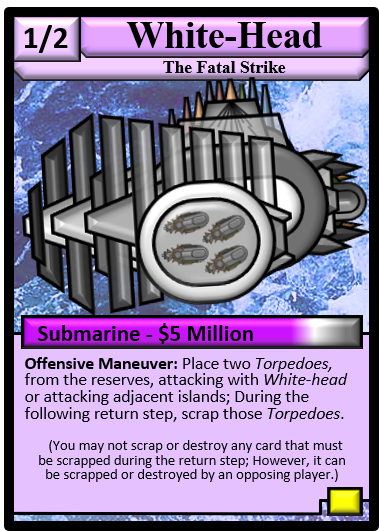 1/2
White-Head
The Fatal Strike
Submarine - $5 Million
Offensive Maneuver: Place two Torpedoes,
from the reserves, attacking with White-head
or attacking adjacent islands; During the
following return step, scrap those Torpedoes.
(You may not scrap or destroy any card that must
be scrapped during the return step; However, it can
be scrapped or destroyed by an opposing player.)